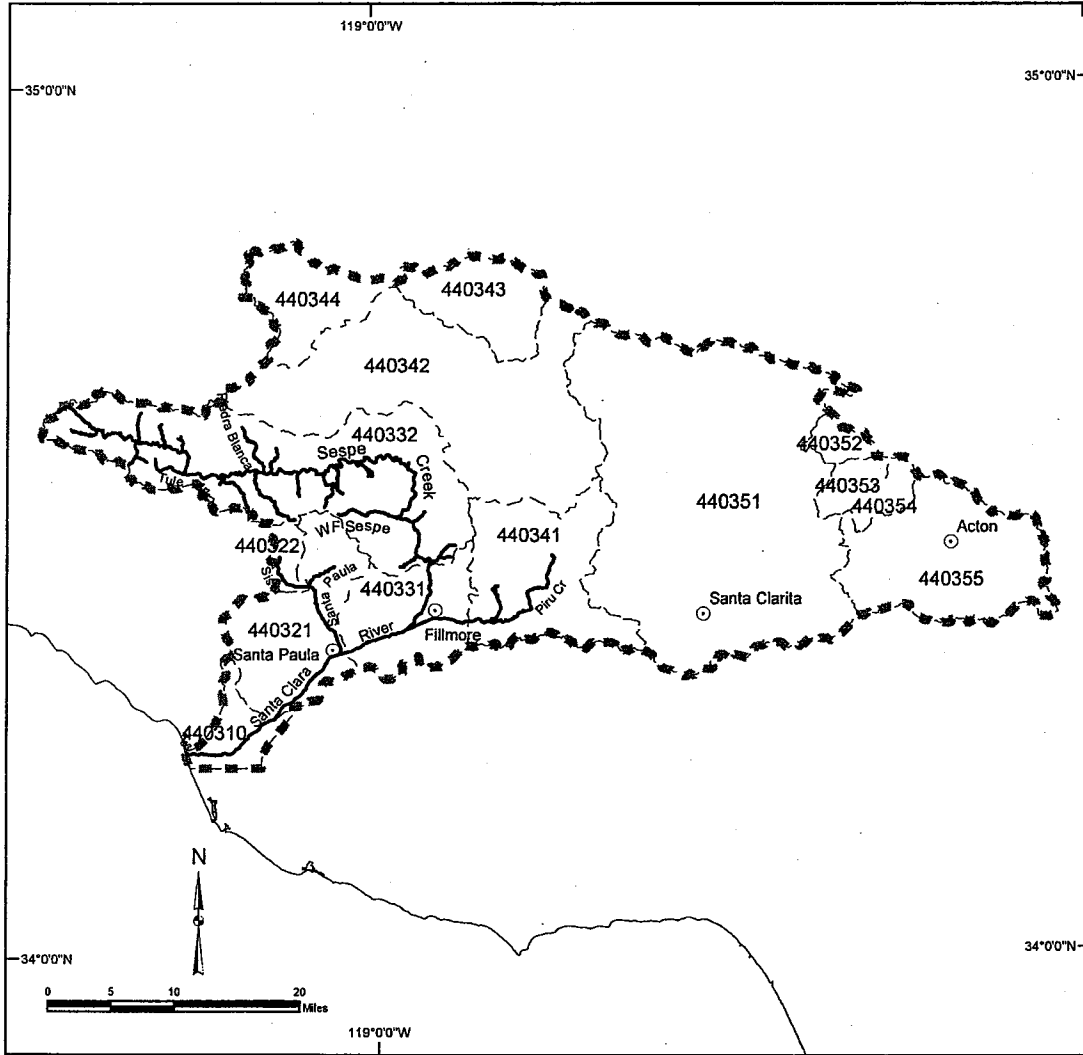 119°0'0"W
35°0'0"N
35°0'0"N
440344
440343
440342
Piedra Blanca
440332
Sespe
Creek
440352
Tule
440351
440353
440354
WF Sespe
440341
Acton
440322
Sis
Paula
Santa
440331
440355
Piru Cr
Santa Clarita
440321
River
Fillmore
Santa Paula
Santa Clara
440310
N
34°0'0"N
34°0'0"N
0 5 10 20
Miles
119°0'0"W